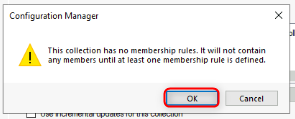 Configuration Manager
This collection has no membership rules. It will not contain
any members until at least one membership rule is defined.
OK
Cancel
Use incremental updates for this collection